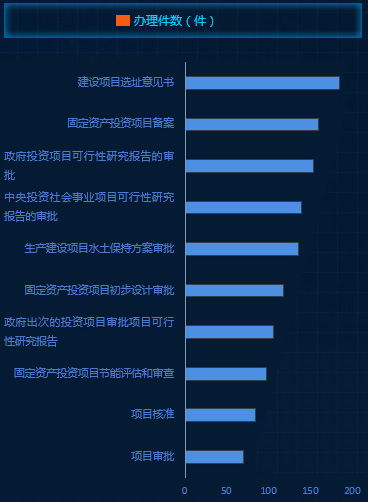 办理件数（件）
建设项目选址意见书
固定资产投资项目备案
政府投资项目可行性研究报告的审
批
中央投资社会事业项目可行性研究
报告的审批
生产建设项目水土保持方案审批
固定资产投资项目初步设计审批
政府出次的投资项目审批项目可行
性研究报告
固定资产投资项目节能评估和审查
项目核准
项目审批
0 50 100 150 200